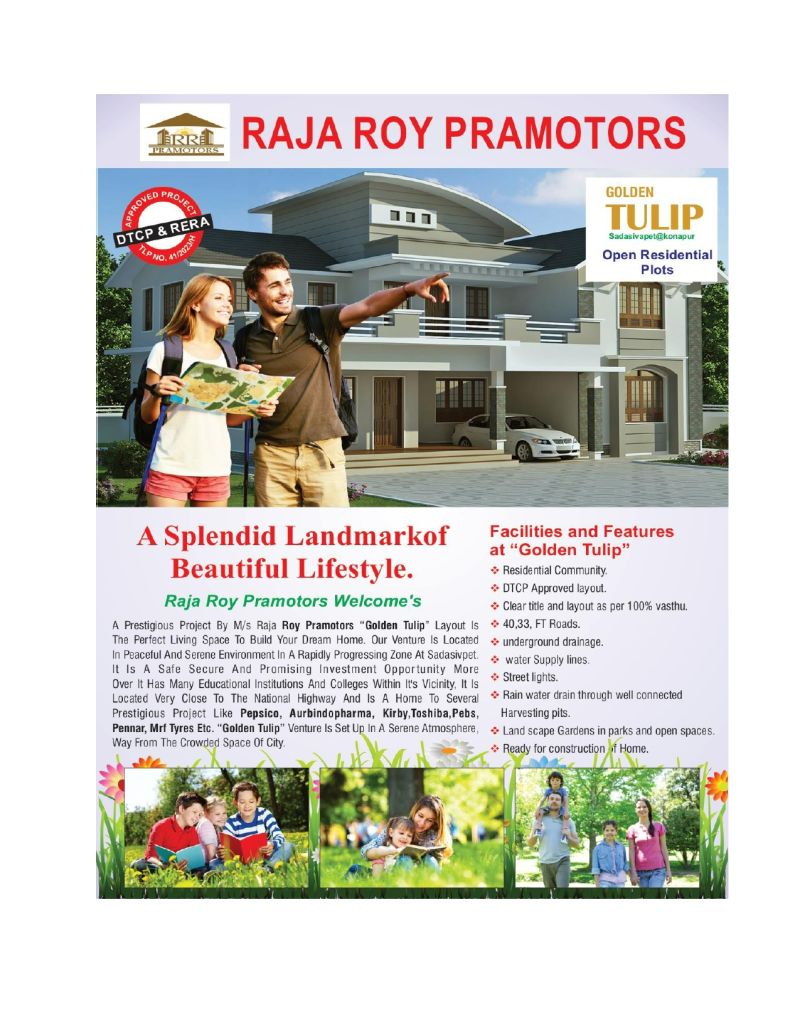 RR
PRAMOTORS
RAJA ROY PRAMOTORS
APPROVED PROJECT
DTCP & RERA
TLP NO. 41/2023/H
GOLDEN
TULIP
Sadasivapet@konapur
Open Residential
Plots
A Splendid Landmarkof
Beautiful Lifestyle.
Raja Roy Pramotors Welcome's
A Prestigious Project By M/s Raja Roy Pramotors "Golden Tulip" Layout Is
The Perfect Living Space To Build Your Dream Home. Our Venture Is Located
In Peaceful And Serene Environment In A Rapidly Progressing Zone At Sadasivpet.
It Is A Safe Secure And Promising Investment Opportunity More
Over It Has Many Educational Institutions And Colleges Within It's Vicinity, It Is
Located Very Close To The National Highway And Is A Home To Several
Prestigious Project Like Pepsico, Aurbindopharma, Kirby,Toshiba,Pebs,
Pennar, Mrf Tyres Etc. "Golden Tulip" Venture Is Set Up In A Serene Atmosphere,
Way From The Crowded Space Of City.
Facilities and Features
at "Golden Tulip"
❖ Residential Community.
❖ DTCP Approved layout.
❖ Clear title and layout as per 100% vasthu.
❖ 40,33, FT Roads.
❖ underground drainage.
❖ water Supply lines.
❖ Street lights.
❖ Rain water drain through well connected
Harvesting pits.
❖ Land scape Gardens in parks and open spaces.
❖ Ready for construction of Home.